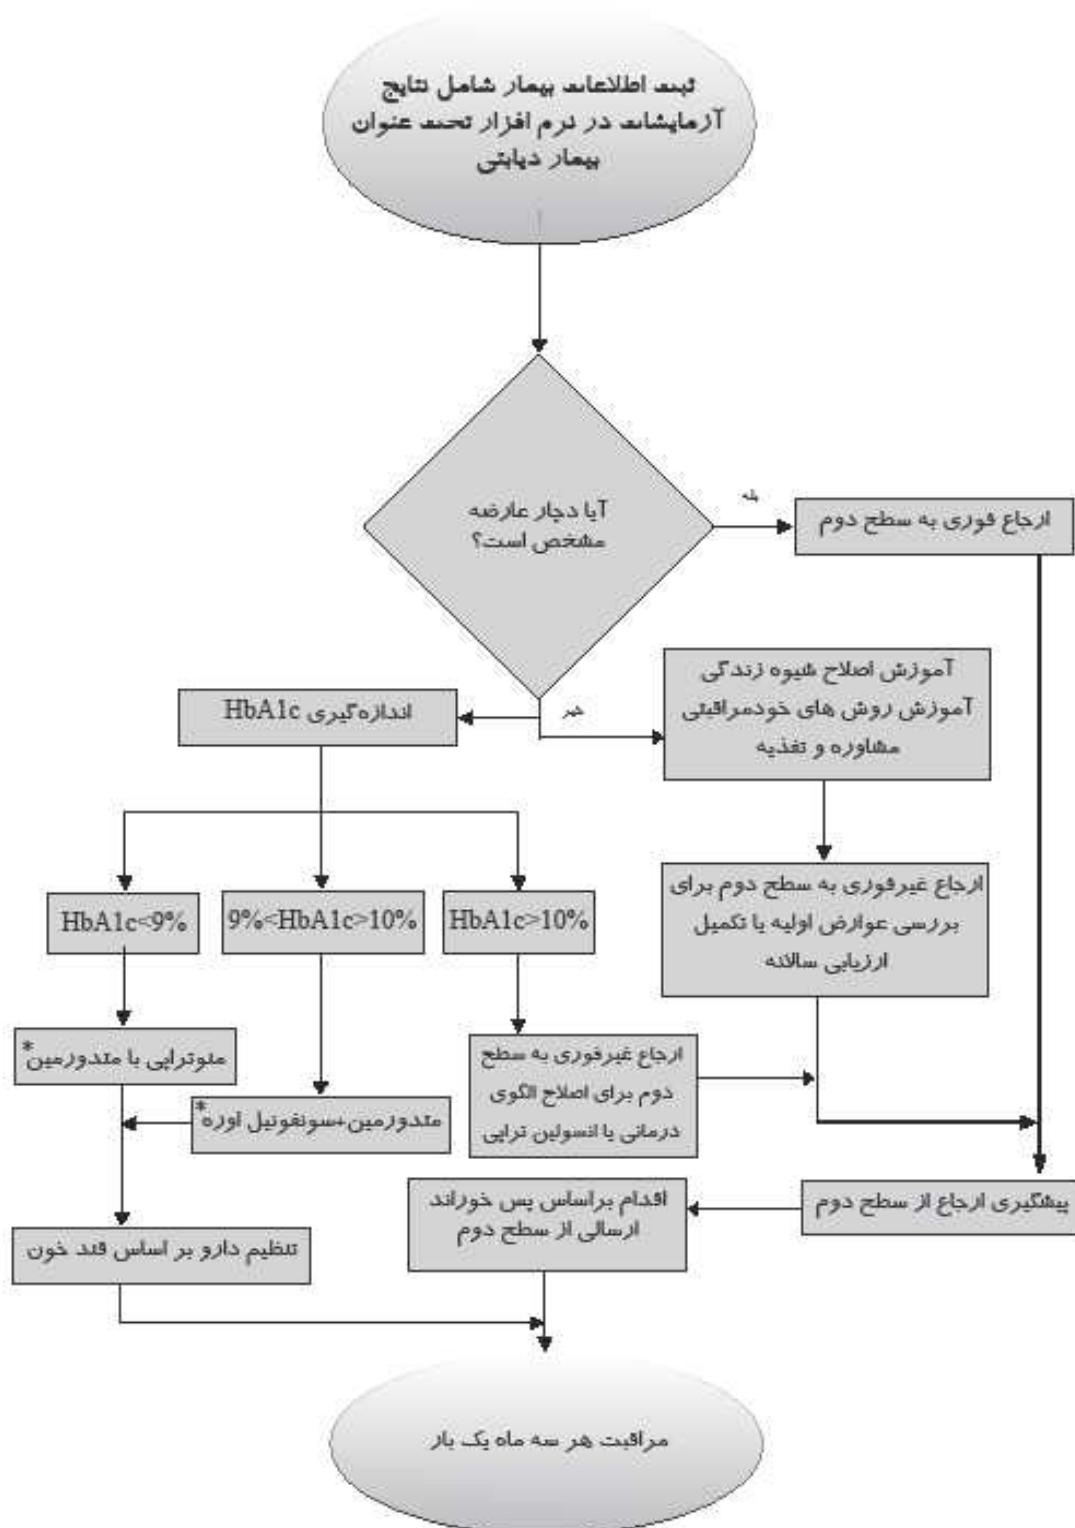 ثبت اطلاعات بیمار شامل نتایج
آزمایشات در نرم افزار تحت عنوان
بیمار دیابتی
آیا دچار عارضه
مشخص است؟
بله
ارجاع فوری به سطح دوم
خیر
آموزش اصلاح شیوه زندگی
آموزش روش های خودمراقبتی
مشاوره و تغذیه
اندازه‌گیری HbA1c
ارجاع غیرفوری به سطح دوم برای
بررسی عوارض اولیه یا تکمیل
ارزیابی سالانه
HbA1c>10%
9%<HbA1c>10%
HbA1c<9%
ارجاع غیرفوری به سطح
دوم برای اصلاح الگوی
درمانی یا انسولین تراپی
منوتراپی با متدورمین*
متدورمین+سونفونیل اوره*
پیشگیری ارجاع از سطح دوم
اقدام براساس پس خوراند
ارسالی از سطح دوم
تنظیم دارو بر اساس قند خون
مراقبت هر سه ماه یک بار